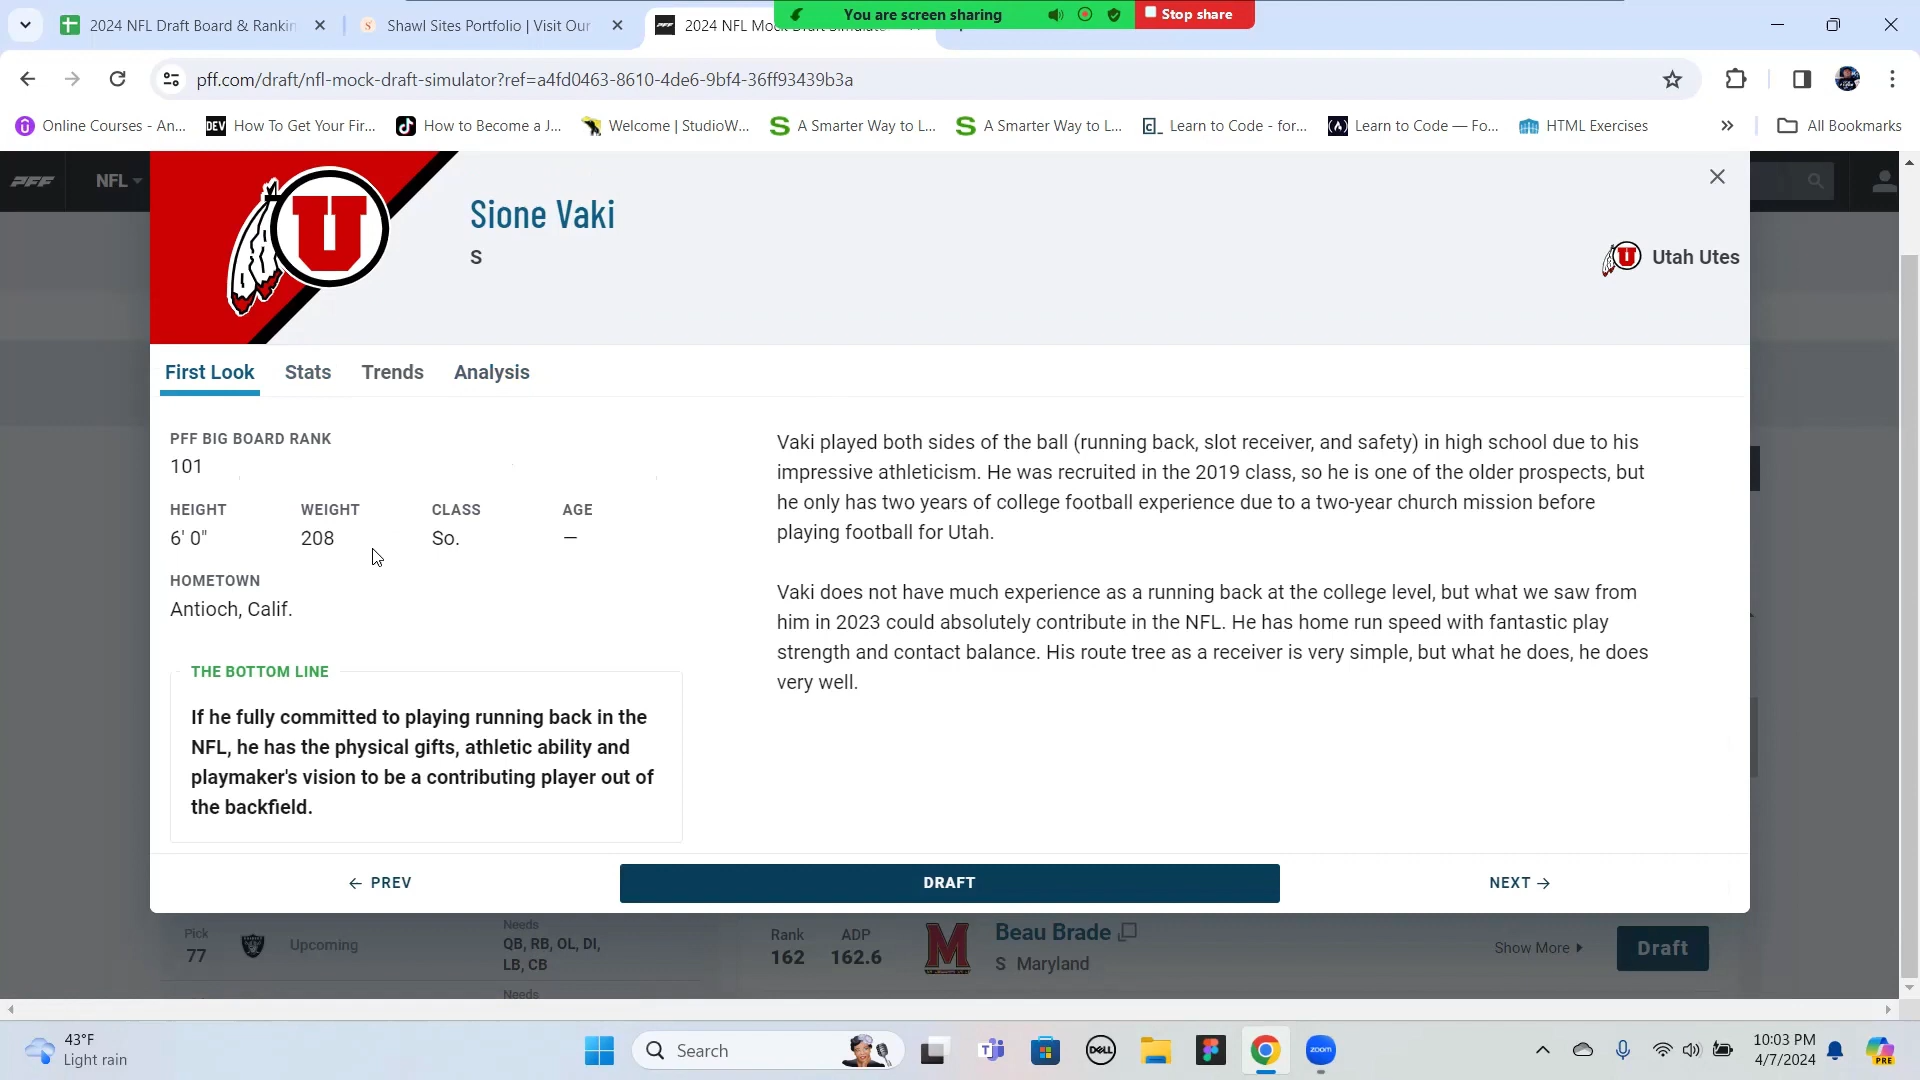 2024 NFL Draft Board & Rankin
Shawl Sites Portfolio | Visit Our
2024 NFL Mock Draft Simulate
You are screen sharing
Stop share
pff.com/draft/nfl-mock-draft-simulator?ref=a4fd0463-8610-4de6-9bf4-36ff93439b3a
Online Courses - An...
DEV How To Get Your Fir...
How to Become a J...
Welcome | StudioW...
A Smarter Way to L...
A Smarter Way to L...
Learn to Code - for...
Learn to Code — Fo...
HTML Exercises
All Bookmarks
PFF
NFL
U
Sione Vaki
S
U Utah Utes
First Look
Stats
Trends
Analysis
PFF BIG BOARD RANK
101
HEIGHT WEIGHT CLASS AGE
6' 0" 208 So. —
HOMETOWN
Antioch, Calif.
THE BOTTOM LINE
If he fully committed to playing running back in the
NFL, he has the physical gifts, athletic ability and
playmaker's vision to be a contributing player out of
the backfield.
Vaki played both sides of the ball (running back, slot receiver, and safety) in high school due to his
impressive athleticism. He was recruited in the 2019 class, so he is one of the older prospects, but
he only has two years of college football experience due to a two-year church mission before
playing football for Utah.
Vaki does not have much experience as a running back at the college level, but what we saw from
him in 2023 could absolutely contribute in the NFL. He has home run speed with fantastic play
strength and contact balance. His route tree as a receiver is very simple, but what he does, he does
very well.
← PREV
DRAFT
NEXT →
Pick
77
Upcoming
Needs
QB, RB, OL, DI,
LB, CB
Needs
Rank
162
ADP
162.6
M
Beau Brade
S Maryland
Show More
Draft
43°F
Light rain
Search
DELL
zoom
10:03 PM
4/7/2024
PRE